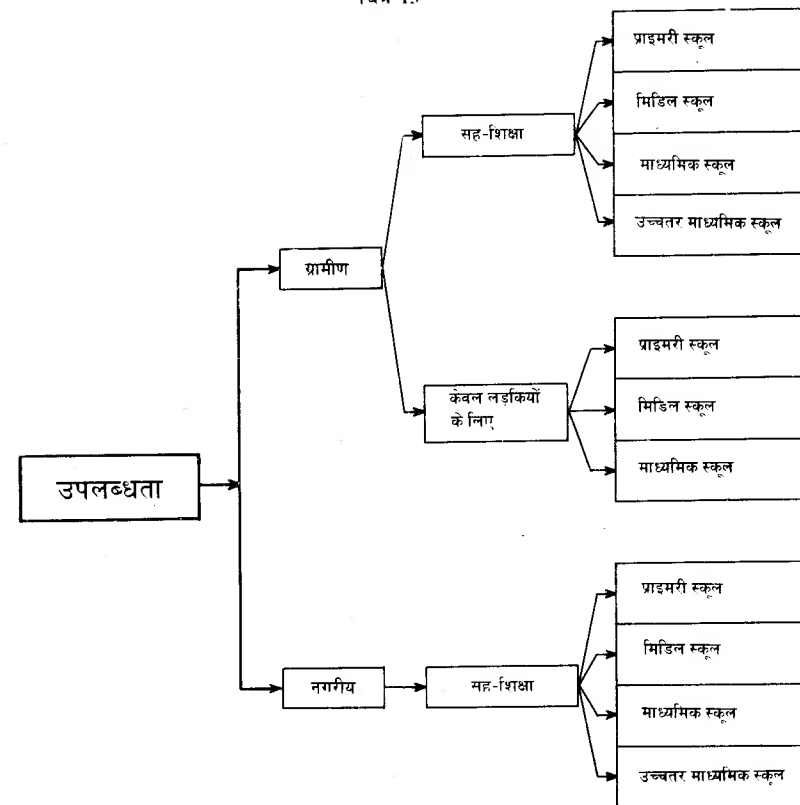 प्राइमरी स्कूल
मिडिल स्कूल
सह-शिक्षा
माध्यमिक स्कूल
उच्चतर माध्यमिक स्कूल
ग्रामीण
प्राइमरी स्कूल
केवल लड़कियों
के लिए
मिडिल स्कूल
माध्यमिक स्कूल
उपलब्धता
प्राइमरी स्कूल
मिडिल स्कूल
नगरीय
सह-शिक्षा
माध्यमिक स्कूल
उच्चतर माध्यमिक स्कूल